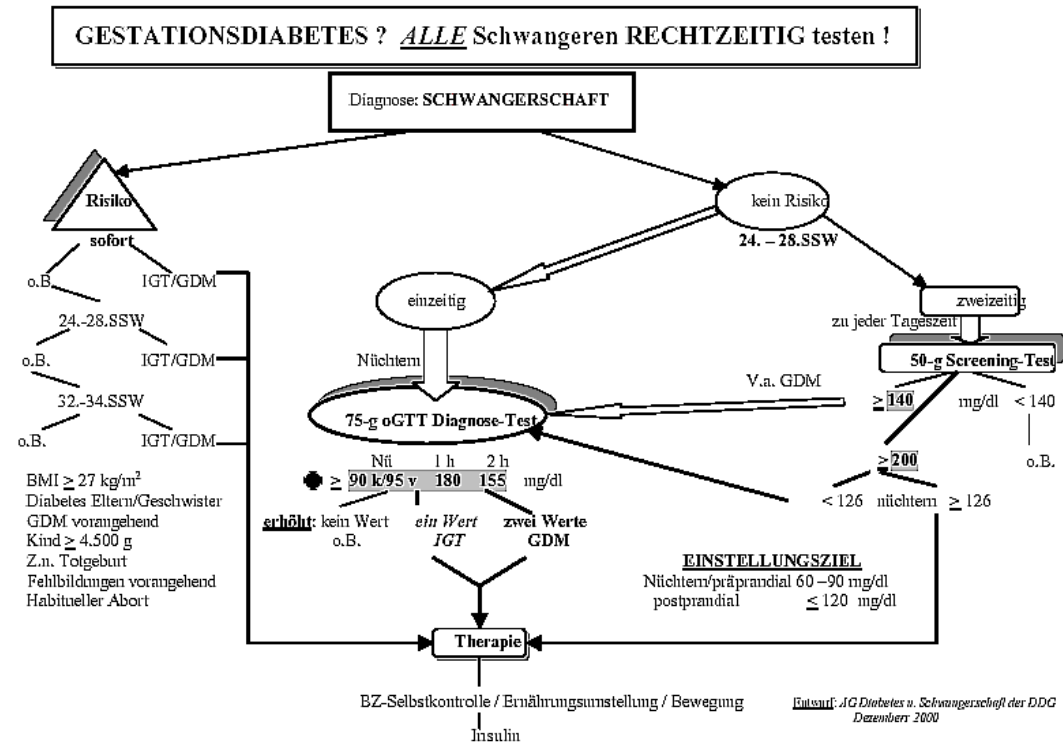 GESTATIONSDIABETES ? ALLE Schwangeren RECHTZEITIG testen !
Diagnose: SCHWANGERSCHAFT
Risiko
sofort
o.B. IGT/GDM
24.-28.SSW
o.B. IGT/GDM
32.-34.SSW
o.B. IGT/GDM
BMI ≥ 27 kg/m²
Diabetes Eltern/Geschwister
GDM vorangehend
Kind ≥ 4.500 g
Z.n. Totgeburt
Fehlbildungen vorangehend
Habitueller Abort
kein Risiko
24. – 28.SSW
einzeitig
Nüchtern
75-g oGTT Diagnose-Test
Nü 1 h 2 h
≥ 90 k/95 v 180 155 mg/dl
erhöht: kein Wert ein Wert zwei Werte
o.B. IGT GDM
zweizeitig
zu jeder Tageszeit
50-g Screening-Test
V.a. GDM
≥ 140 mg/dl < 140
≥ 200 o.B.
< 126 nüchtern ≥ 126
EINSTELLUNGSZIEL
Nüchtern/präprandial 60 –90 mg/dl
postprandial ≤ 120 mg/dl
Therapie
BZ-Selbstkontrolle / Ernährungsumstellung / Bewegung
Insulin
Entwurf: AG Diabetes u. Schwangerschaft der DDG
Dezemberr 2000